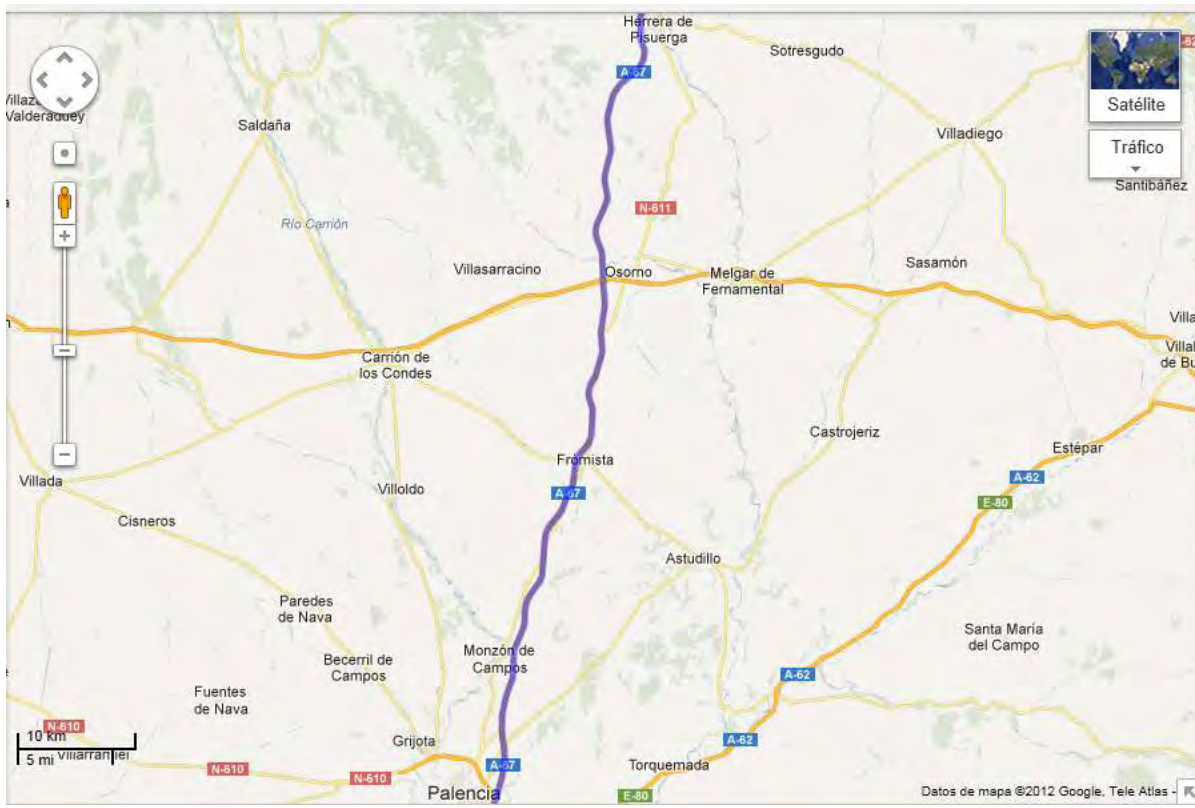 Herrera de
Pisuerga
Sotresgudo
A-67
Satélite
Valderaduey
Saldaña
Villadiego
Tráfico
Santibáñez
N-611
Río Carrión
Villasarracino
Osorno
Melgar de
Fernamental
Sasamón
Carrión de
los Condes
Castrojeriz
Estépar
Frómista
A-62
Villada
Villoldo
A-67
E-80
Cisneros
Astudillo
Paredes
de Nava
Santa María
del Campo
Monzón de
Campos
Becerril de
Campos
A-62
Fuentes
de Nava
N-610
10 km
5 mi
Grijota
A-62
N-610
N-610
A-67
Torquemada
Palencia
E-80
Datos de mapa ©2012 Google, Tele Atlas -